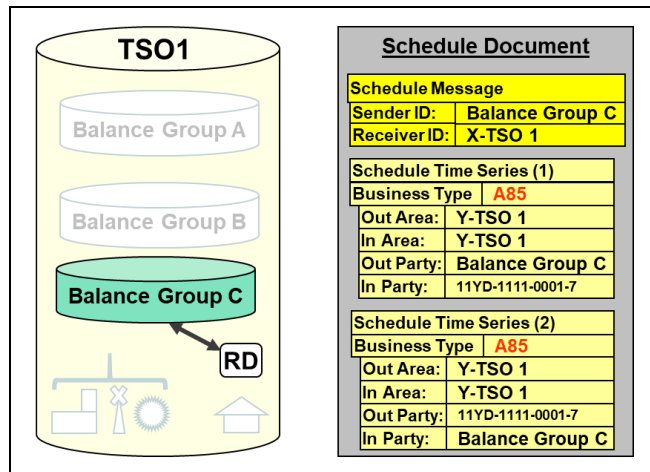 TSO1
Balance Group A
Balance Group B
Balance Group C
RD
Schedule Document
Schedule Message
Sender ID: Balance Group C
Receiver ID: X-TSO 1
Schedule Time Series (1)
Business Type A85
Out Area: Y-TSO 1
In Area: Y-TSO 1
Out Party: Balance Group C
In Party: 11YD-1111-0001-7
Schedule Time Series (2)
Business Type A85
Out Area: Y-TSO 1
In Area: Y-TSO 1
Out Party: 11YD-1111-0001-7
In Party: Balance Group C